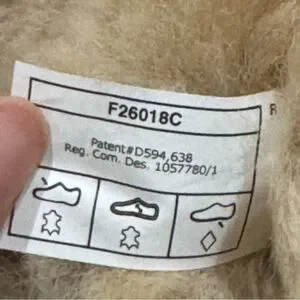 F26018C
Patent#D594,638
Reg. Com. Des. 1057780/1
R